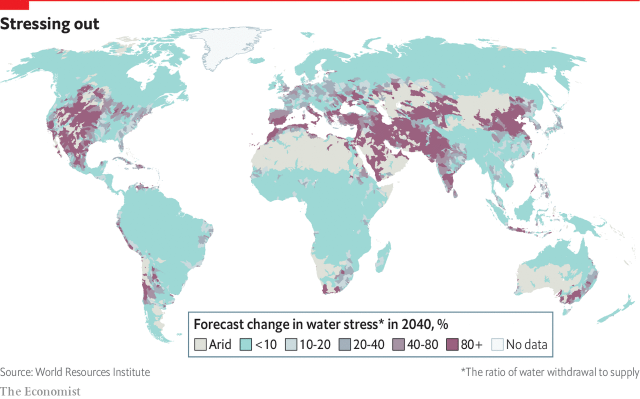 Stressing out
Forecast change in water stress* in 2040, %
Arid <10 10-20 20-40 40-80 80+ No data
Source: World Resources Institute *The ratio of water withdrawal to supply
The Economist